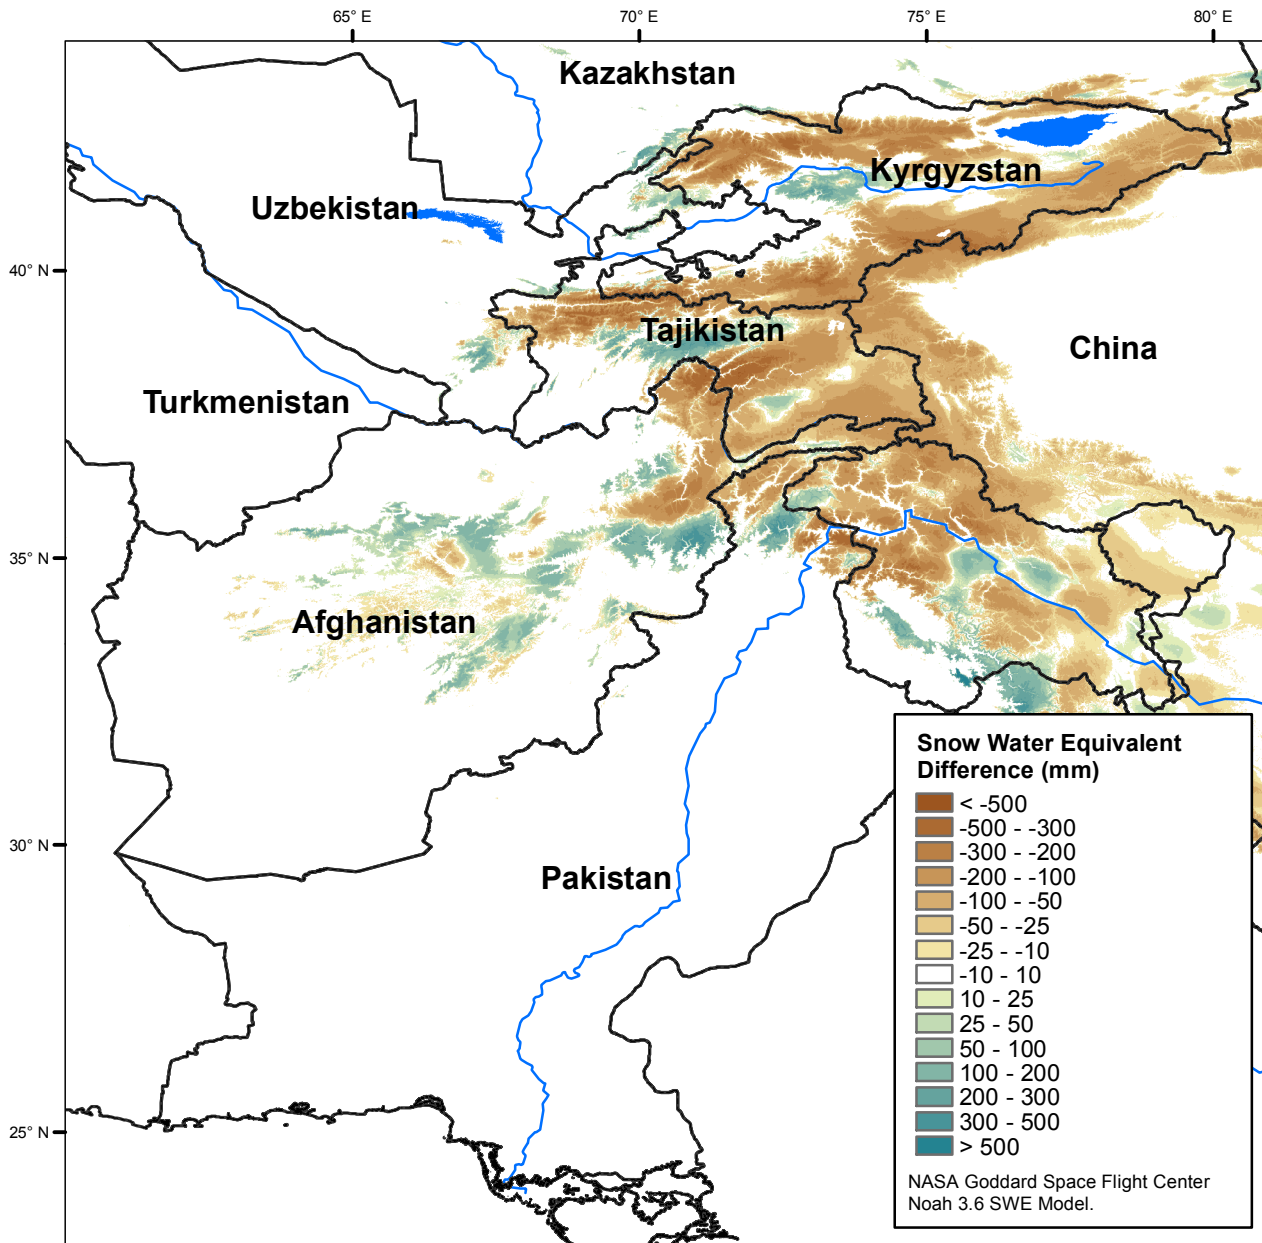 65° E
70° E
75° E
80° E
Kazakhstan
Kyrgyzstan
Uzbekistan
40° N
Tajikistan
China
Turkmenistan
35° N
Afghanistan
Snow Water Equivalent
Difference (mm)
< -500
-500 - -300
-300 - -200
-200 - -100
-100 - -50
-50 - -25
-25 - -10
-10 - 10
10 - 25
25 - 50
50 - 100
100 - 200
200 - 300
300 - 500
> 500
NASA Goddard Space Flight Center
Noah 3.6 SWE Model.
30° N
Pakistan
25° N